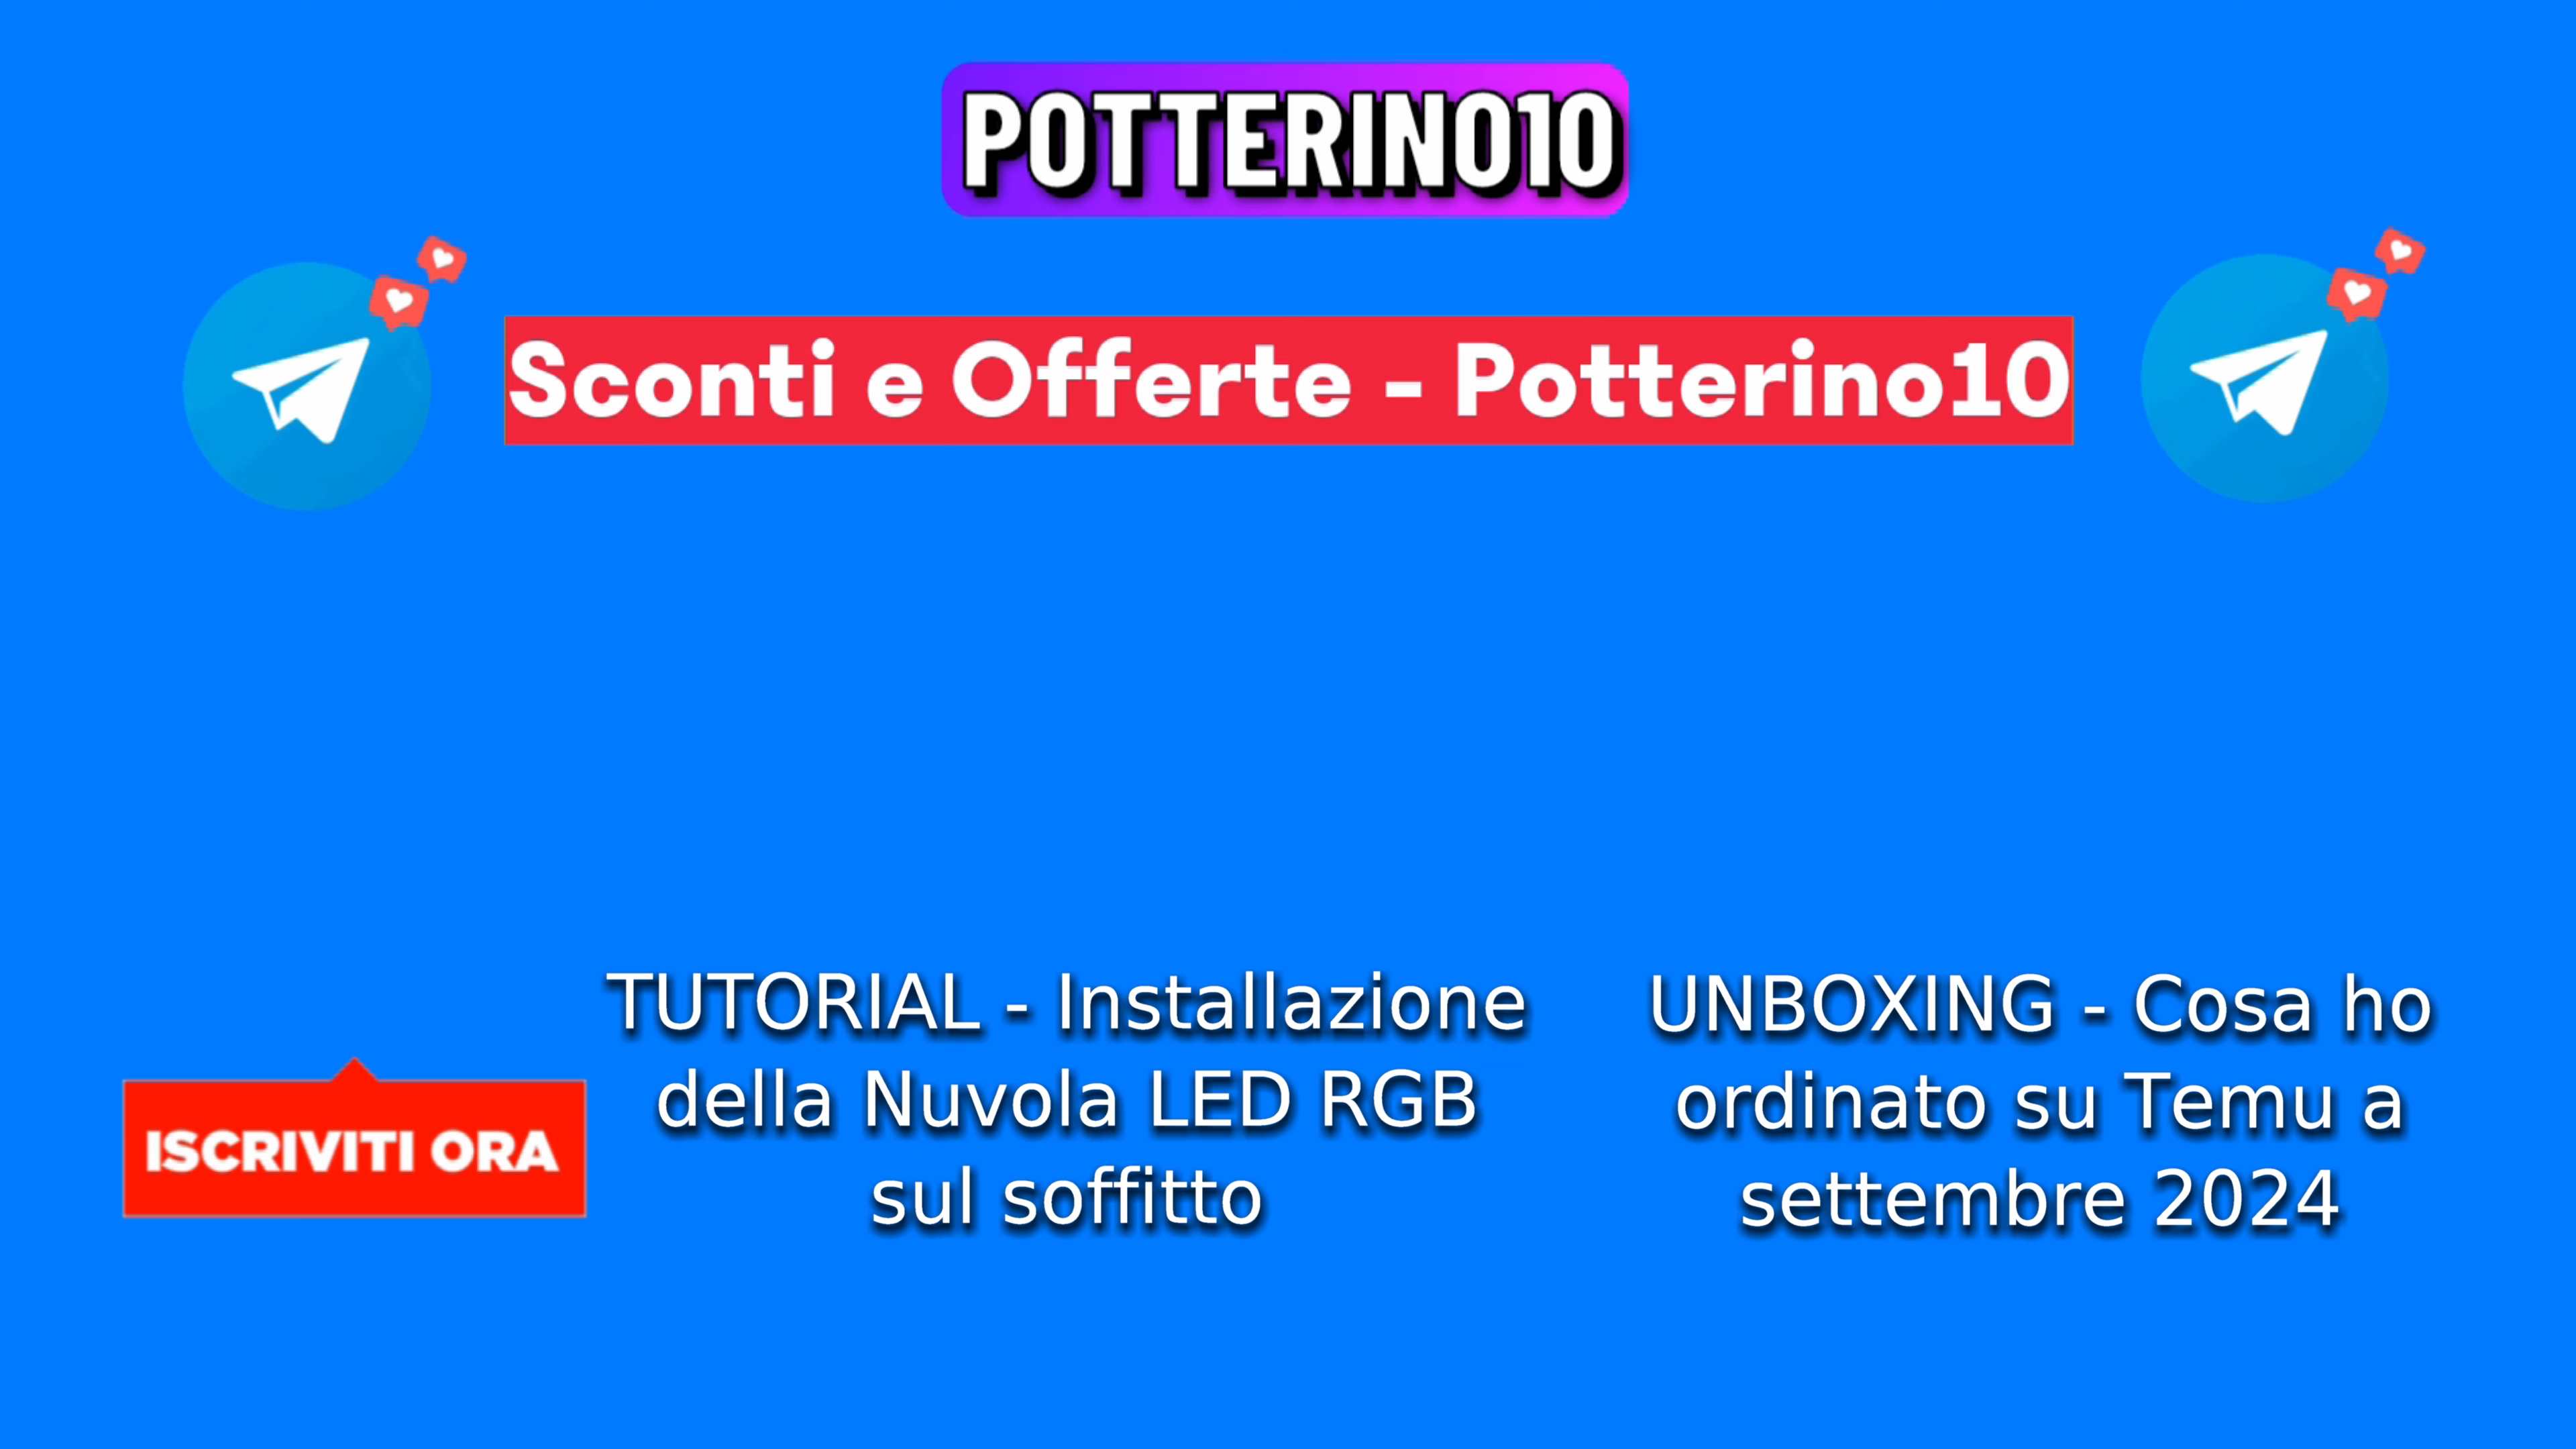 POTTERINO10
Sconti e Offerte - Potterino10
ISCRIVITI ORA
TUTORIAL - Installazione
della Nuvola LED RGB
sul soffitto
UNBOXING - Cosa ho
ordinato su Temu a
settembre 2024